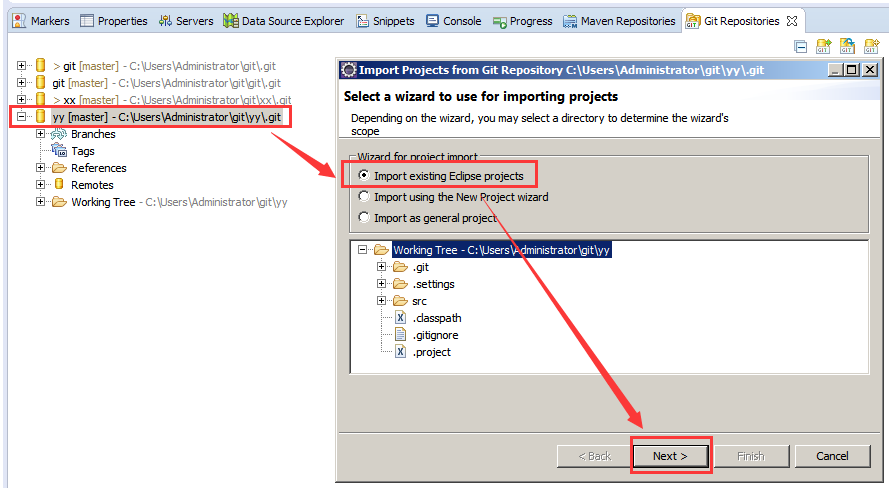 Markers
Properties
Servers
Data Source Explorer
Snippets
Console
Progress
Maven Repositories
Git Repositories
> git [master] - C:\Users\Administrator\git\.git
git [master] - C:\Users\Administrator\git\git\.git
> xx [master] - C:\Users\Administrator\git\xx\.git
yy [master] - C:\Users\Administrator\git\yy\.git
Branches
Tags
References
Remotes
Working Tree - C:\Users\Administrator\git\yy
Import Projects from Git Repository C:\Users\Administrator\git\yy\.git
Select a wizard to use for importing projects
Depending on the wizard, you may select a directory to determine the wizard's
scope
Wizard for project import
Import existing Eclipse projects
Import using the New Project wizard
Import as general project
Working Tree - C:\Users\Administrator\git\yy
.git
.settings
src
.classpath
.gitignore
.project
< Back
Next >
Finish
Cancel